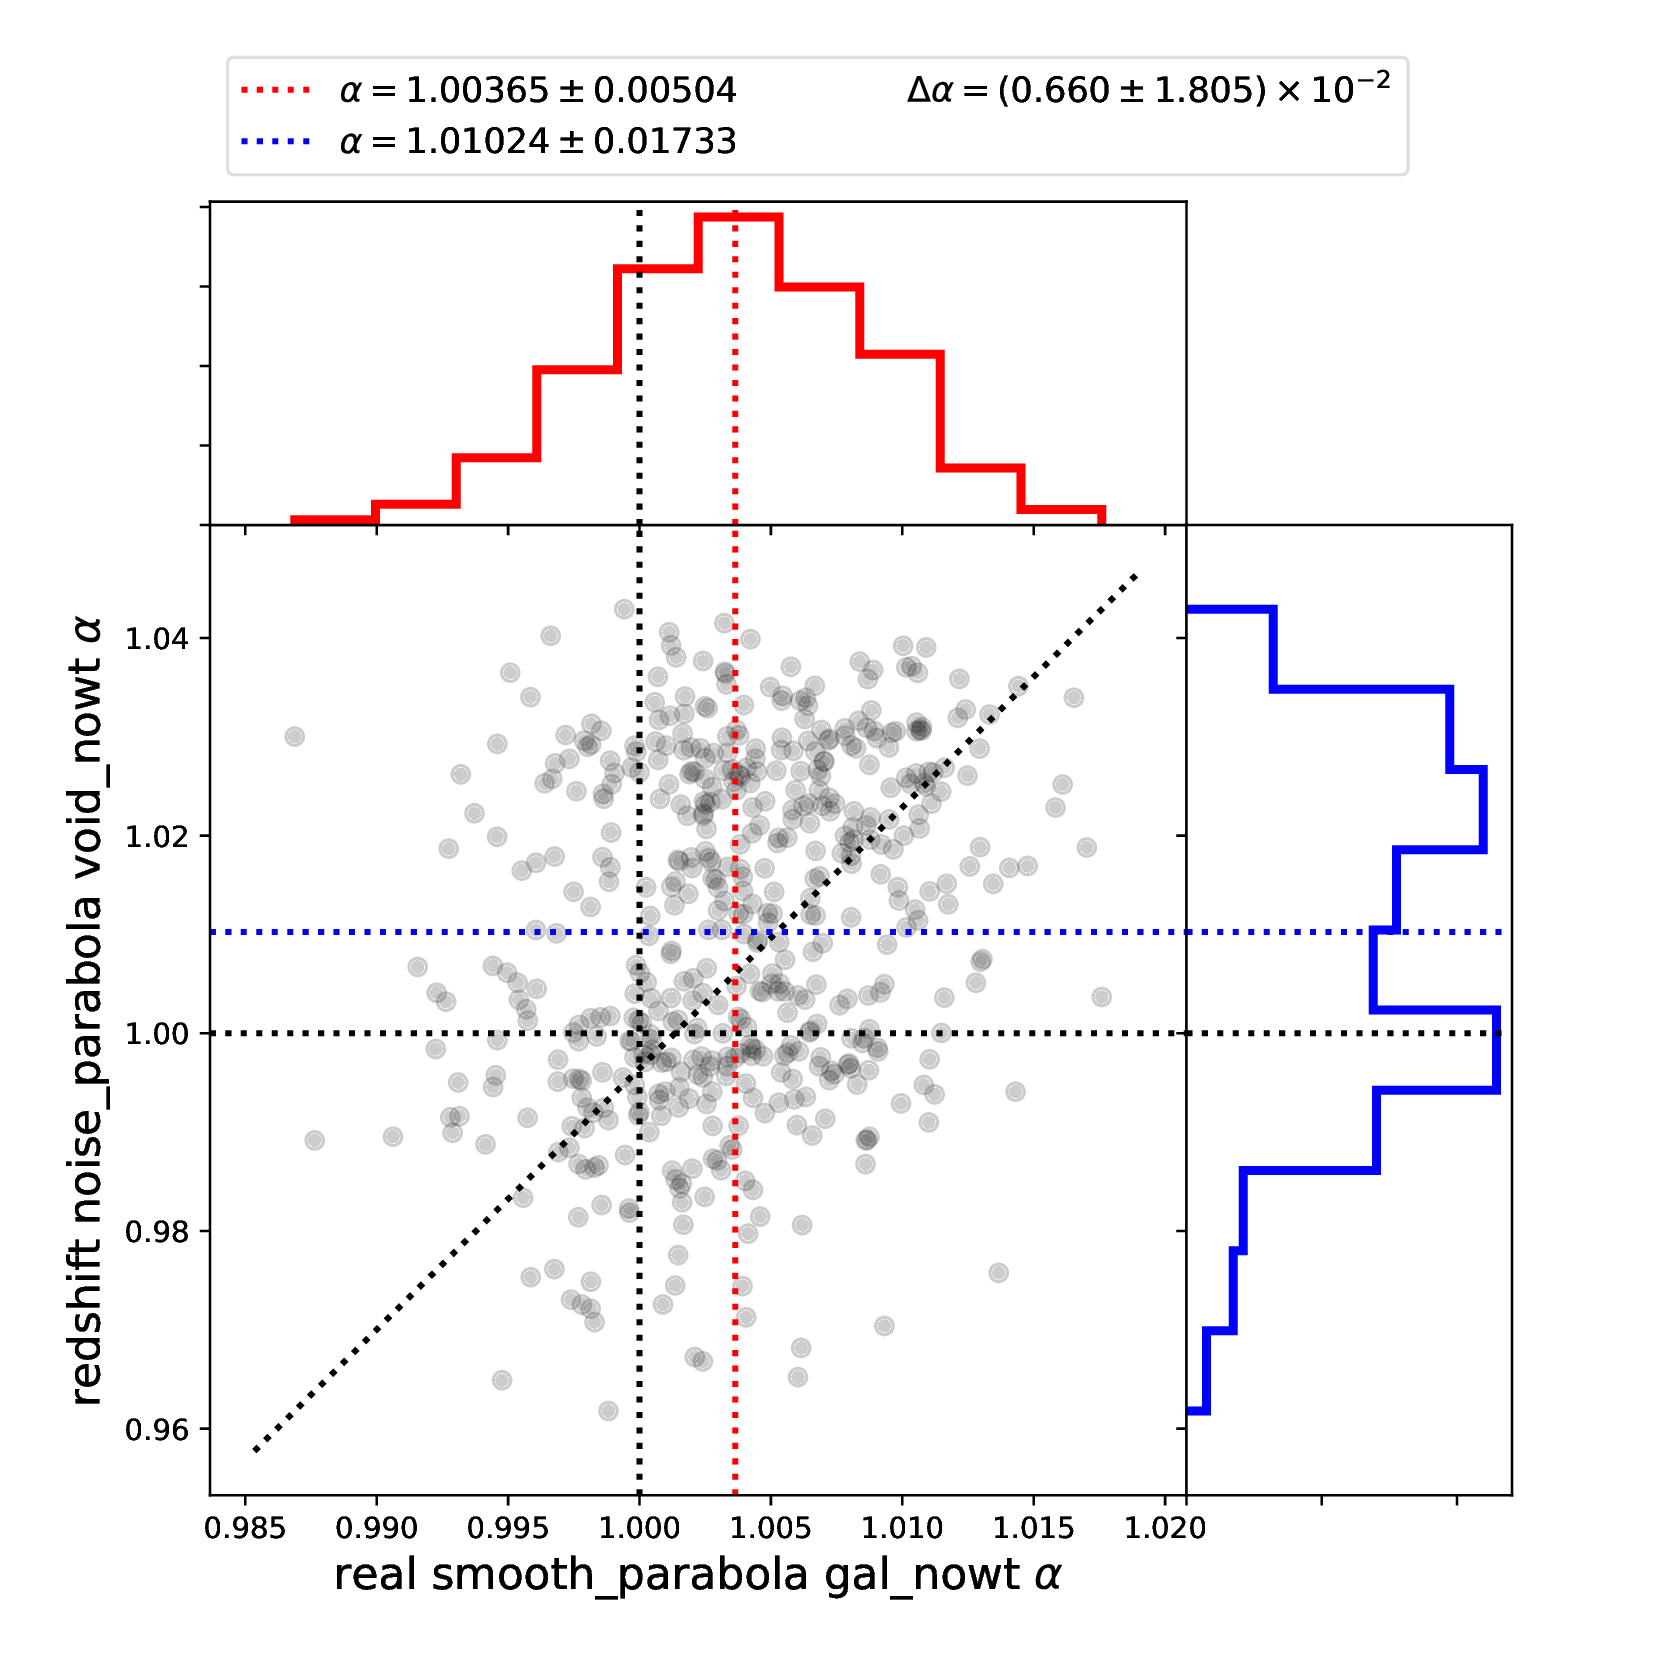 α = 1.00365 ± 0.00504
Δα = (0.660 ± 1.805) × 10⁻²
α = 1.01024 ± 0.01733
redshift noise_parabola void_nowt α
1.04
1.02
1.00
0.98
0.96
0.985 0.990 0.995 1.000 1.005 1.010 1.015 1.020
real smooth_parabola gal_nowt α